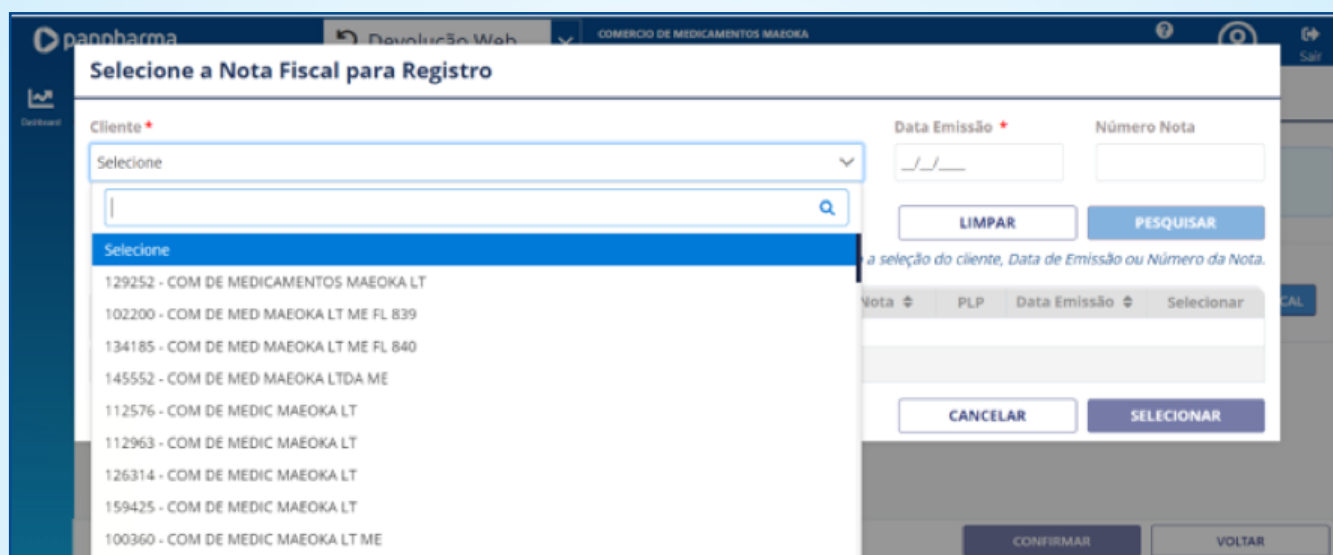 panpharma
Devolução Web
COMERCIO DE MEDICAMENTOS MAEOKA
Sair
Dashboard
Selecione a Nota Fiscal para Registro
Cliente *
Data Emissão *
Número Nota
Selecione
__/__/____
LIMPAR
PESQUISAR
Selecione
a seleção do cliente, Data de Emissão ou Número da Nota.
129252 - COM DE MEDICAMENTOS MAEOKA LT
Nota
PLP
Data Emissão
Selecionar
CAL
102200 - COM DE MED MAEOKA LT ME FL 839
134185 - COM DE MED MAEOKA LT ME FL 840
145552 - COM DE MED MAEOKA LTDA ME
112576 - COM DE MEDIC MAEOKA LT
CANCELAR
SELECIONAR
112963 - COM DE MEDIC MAEOKA LT
126314 - COM DE MEDIC MAEOKA LT
159425 - COM DE MEDIC MAEOKA LT
100360 - COM DE MEDIC MAEOKA LT ME
CONFIRMAR
VOLTAR